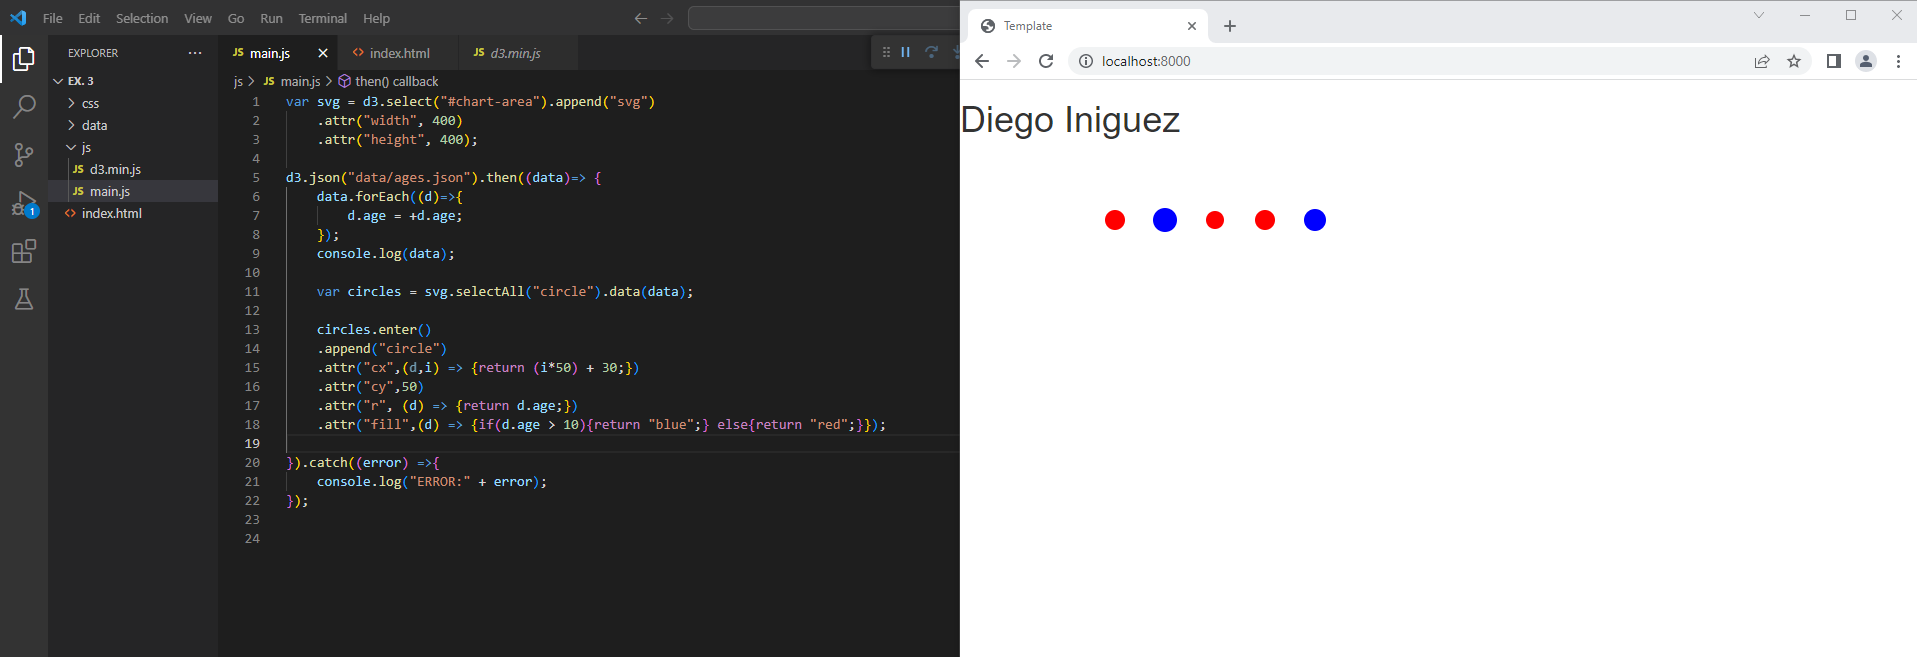 File Edit Selection View Go Run Terminal Help
EXPLORER ...
EX. 3
css
data
js
JS d3.min.js
JS main.js
<> index.html
1
JS main.js
<> index.html
JS d3.min.js
js > JS main.js > then() callback
1 var svg = d3.select("#chart-area").append("svg")
2 .attr("width", 400)
3 .attr("height", 400);
4
5 d3.json("data/ages.json").then((data)=> {
6 data.forEach((d)=>{
7 d.age = +d.age;
8 });
9 console.log(data);
10
11 var circles = svg.selectAll("circle").data(data);
12
13 circles.enter()
14 .append("circle")
15 .attr("cx",(d,i) => {return (i*50) + 30;})
16 .attr("cy",50)
17 .attr("r", (d) => {return d.age;})
18 .attr("fill",(d) => {if(d.age > 10){return "blue";} else{return "red";}});
19
20 }).catch((error) =>{
21 console.log("ERROR:" + error);
22 });
23
24
Template
localhost:8000
Diego Iniguez